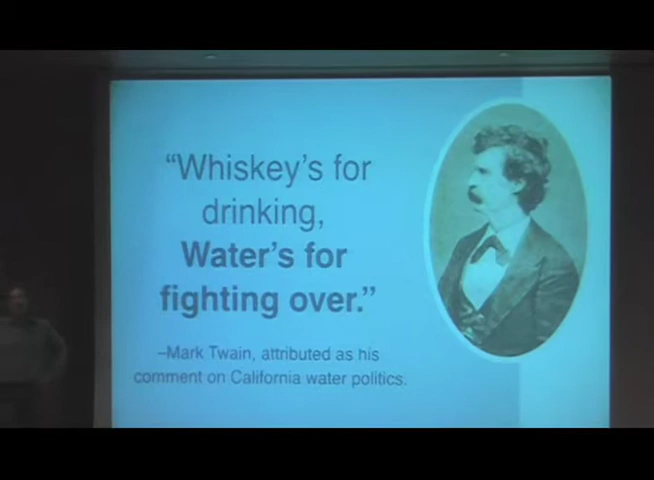 “Whiskey’s for
drinking,
Water’s for
fighting over.”
–Mark Twain, attributed as his
comment on California water politics.